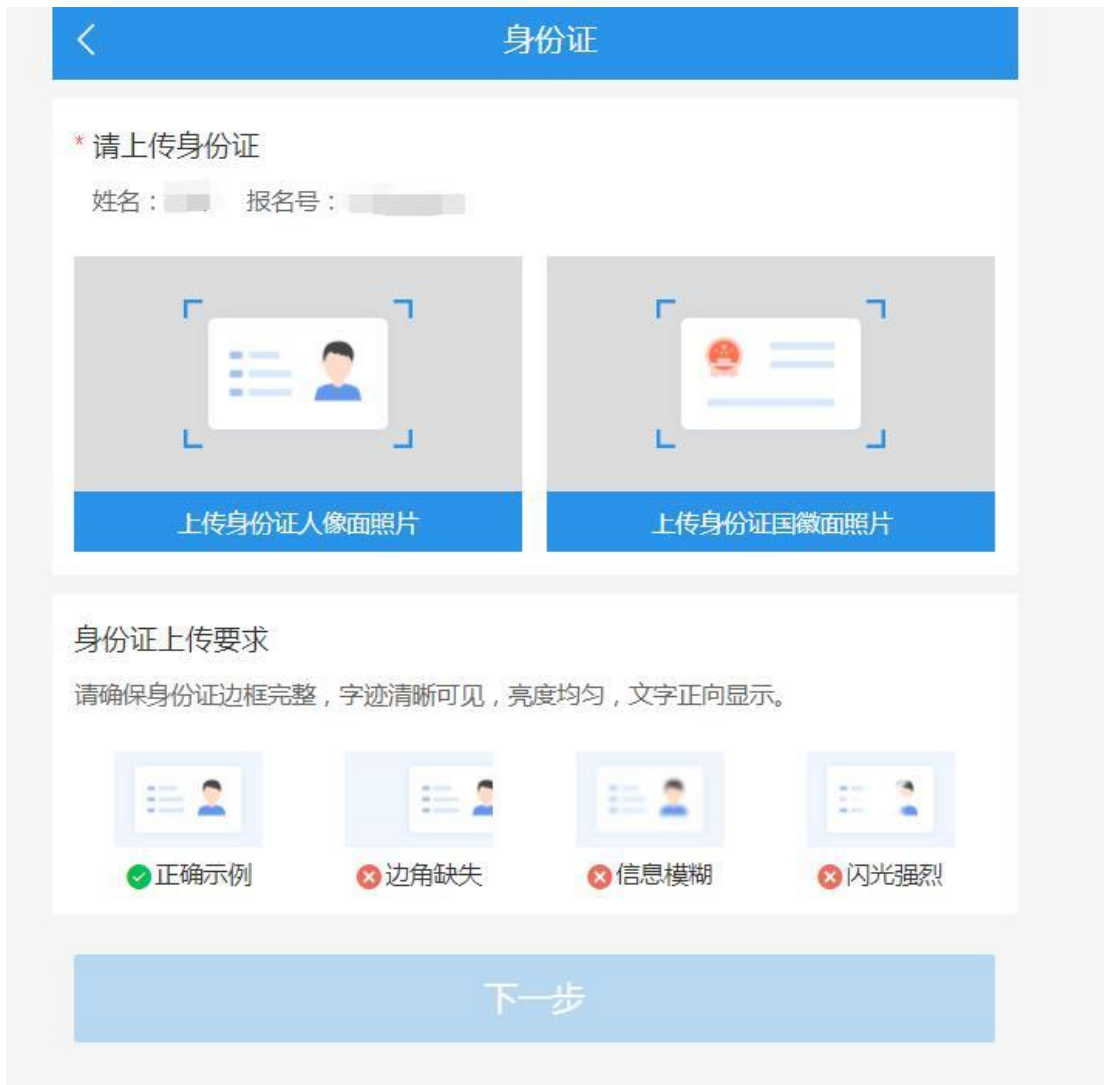 身份证
* 请上传身份证
姓名： 报名号：
上传身份证人像面照片
上传身份证国徽面照片
身份证上传要求
请确保身份证边框完整，字迹清晰可见，亮度均匀，文字正向显示。
正确示例
边角缺失
信息模糊
闪光强烈
下一步